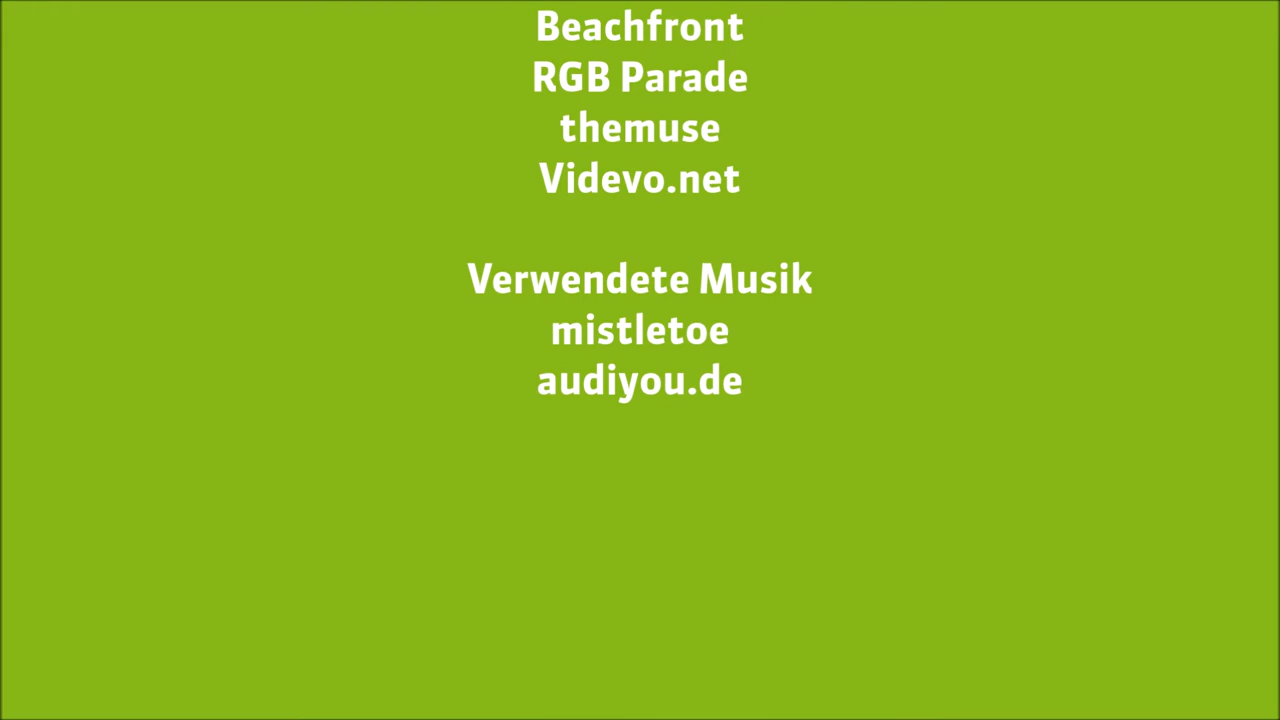 Beachfront
RGB Parade
themuse
Videvo.net
Verwendete Musik
mistletoe
audiyou.de